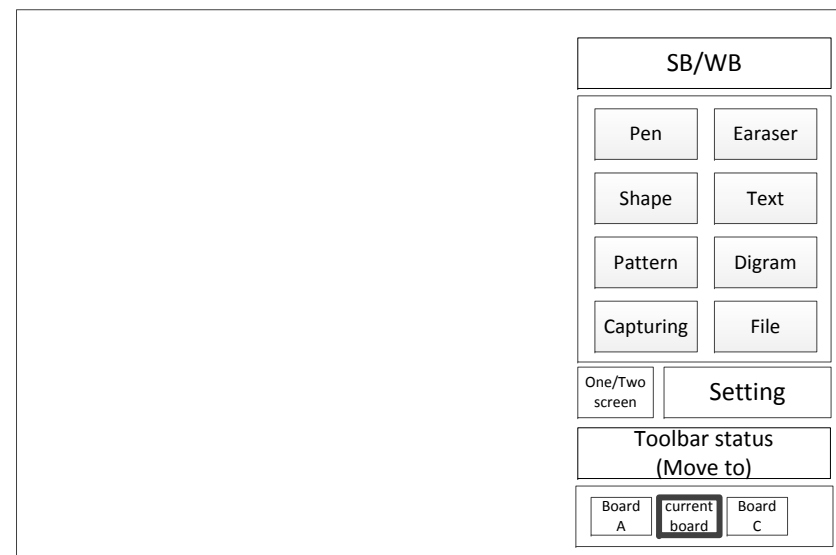 SB/WB
Pen
Earaser
Shape
Text
Pattern
Digram
Capturing
File
One/Two
screen
Setting
Toolbar status
(Move to)
Board
A
current
board
Board
C